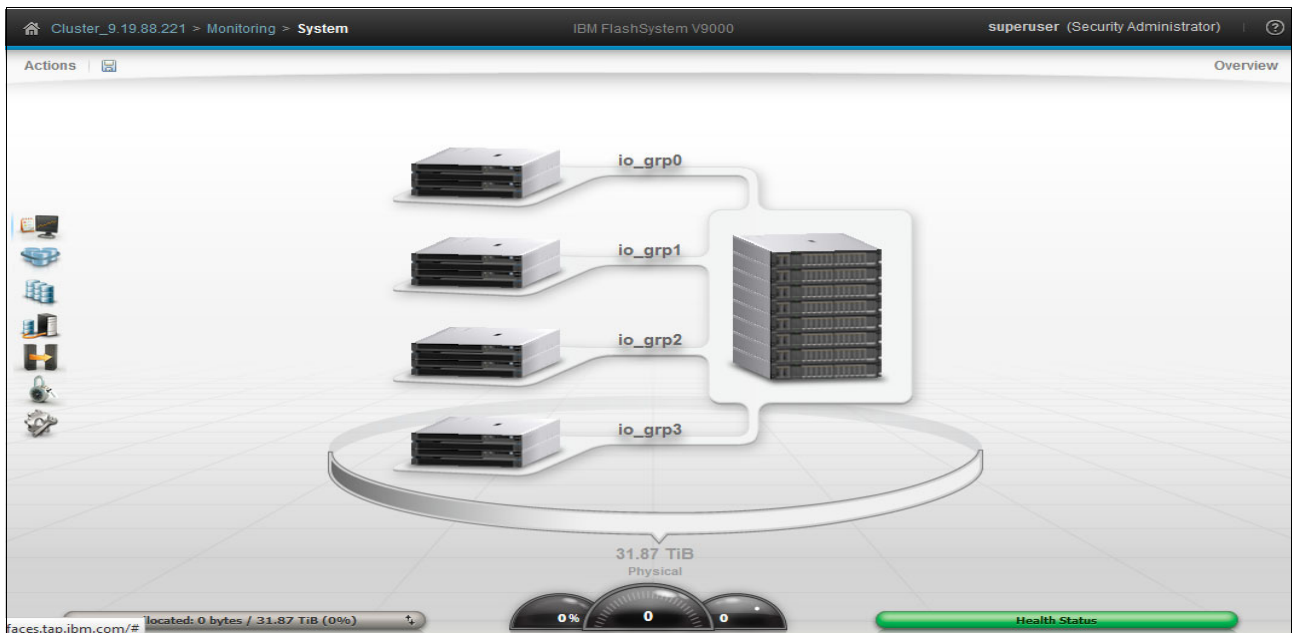 Cluster_9.19.88.221 > Monitoring > System
IBM FlashSystem V9000
superuser (Security Administrator)
?
Actions
Overview
io_grp0
io_grp1
io_grp2
io_grp3
31.87 TiB
Physical
0%
0
0
located: 0 bytes / 31.87 TiB (0%)
Health Status
faces.tap.ibm.com/#